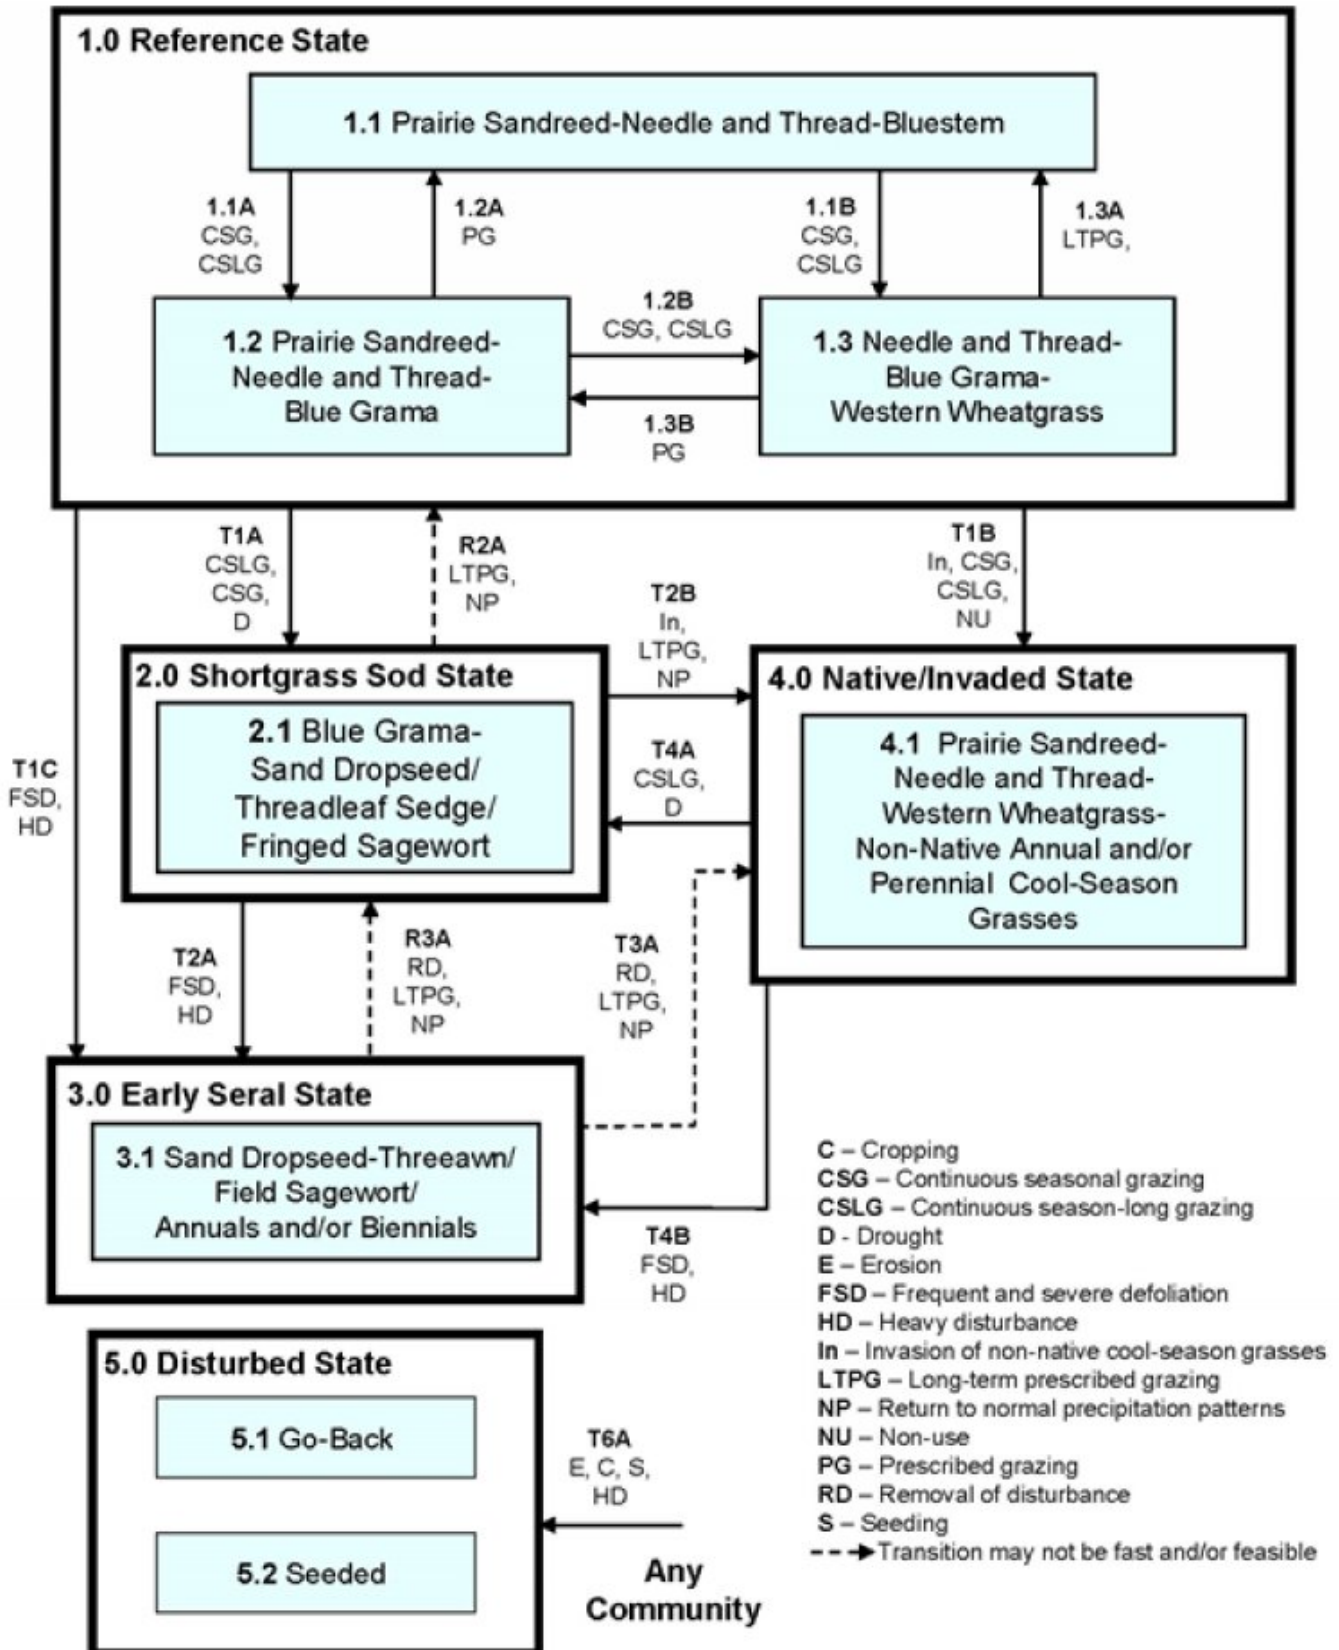 1.0 Reference State
1.1 Prairie Sandreed-Needle and Thread-Bluestem
1.1A
CSG,
CSLG
1.2A
PG
1.1B
CSG,
CSLG
1.3A
LTPG,
1.2 Prairie Sandreed-
Needle and Thread-
Blue Grama
1.2B
CSG, CSLG
1.3B
PG
1.3 Needle and Thread-
Blue Grama-
Western Wheatgrass
T1A
CSLG,
CSG,
D
R2A
LTPG,
NP
T1B
In, CSG,
CSLG,
NU
T2B
In,
LTPG,
NP
2.0 Shortgrass Sod State
2.1 Blue Grama-
Sand Dropseed/
Threadleaf Sedge/
Fringed Sagewort
4.0 Native/Invaded State
4.1 Prairie Sandreed-
Needle and Thread-
Western Wheatgrass-
Non-Native Annual and/or
Perennial Cool-Season
Grasses
T1C
FSD,
HD
T4A
CSLG,
D
T2A
FSD,
HD
R3A
RD,
LTPG,
NP
T3A
RD,
LTPG,
NP
3.0 Early Seral State
3.1 Sand Dropseed-Threeawn/
Field Sagewort/
Annuals and/or Biennials
T4B
FSD,
HD
5.0 Disturbed State
5.1 Go-Back
5.2 Seeded
T6A
E, C, S,
HD
Any
Community
C – Cropping
CSG – Continuous seasonal grazing
CSLG – Continuous season-long grazing
D - Drought
E – Erosion
FSD – Frequent and severe defoliation
HD – Heavy disturbance
In – Invasion of non-native cool-season grasses
LTPG – Long-term prescribed grazing
NP – Return to normal precipitation patterns
NU – Non-use
PG – Prescribed grazing
RD – Removal of disturbance
S – Seeding
Transition may not be fast and/or feasible